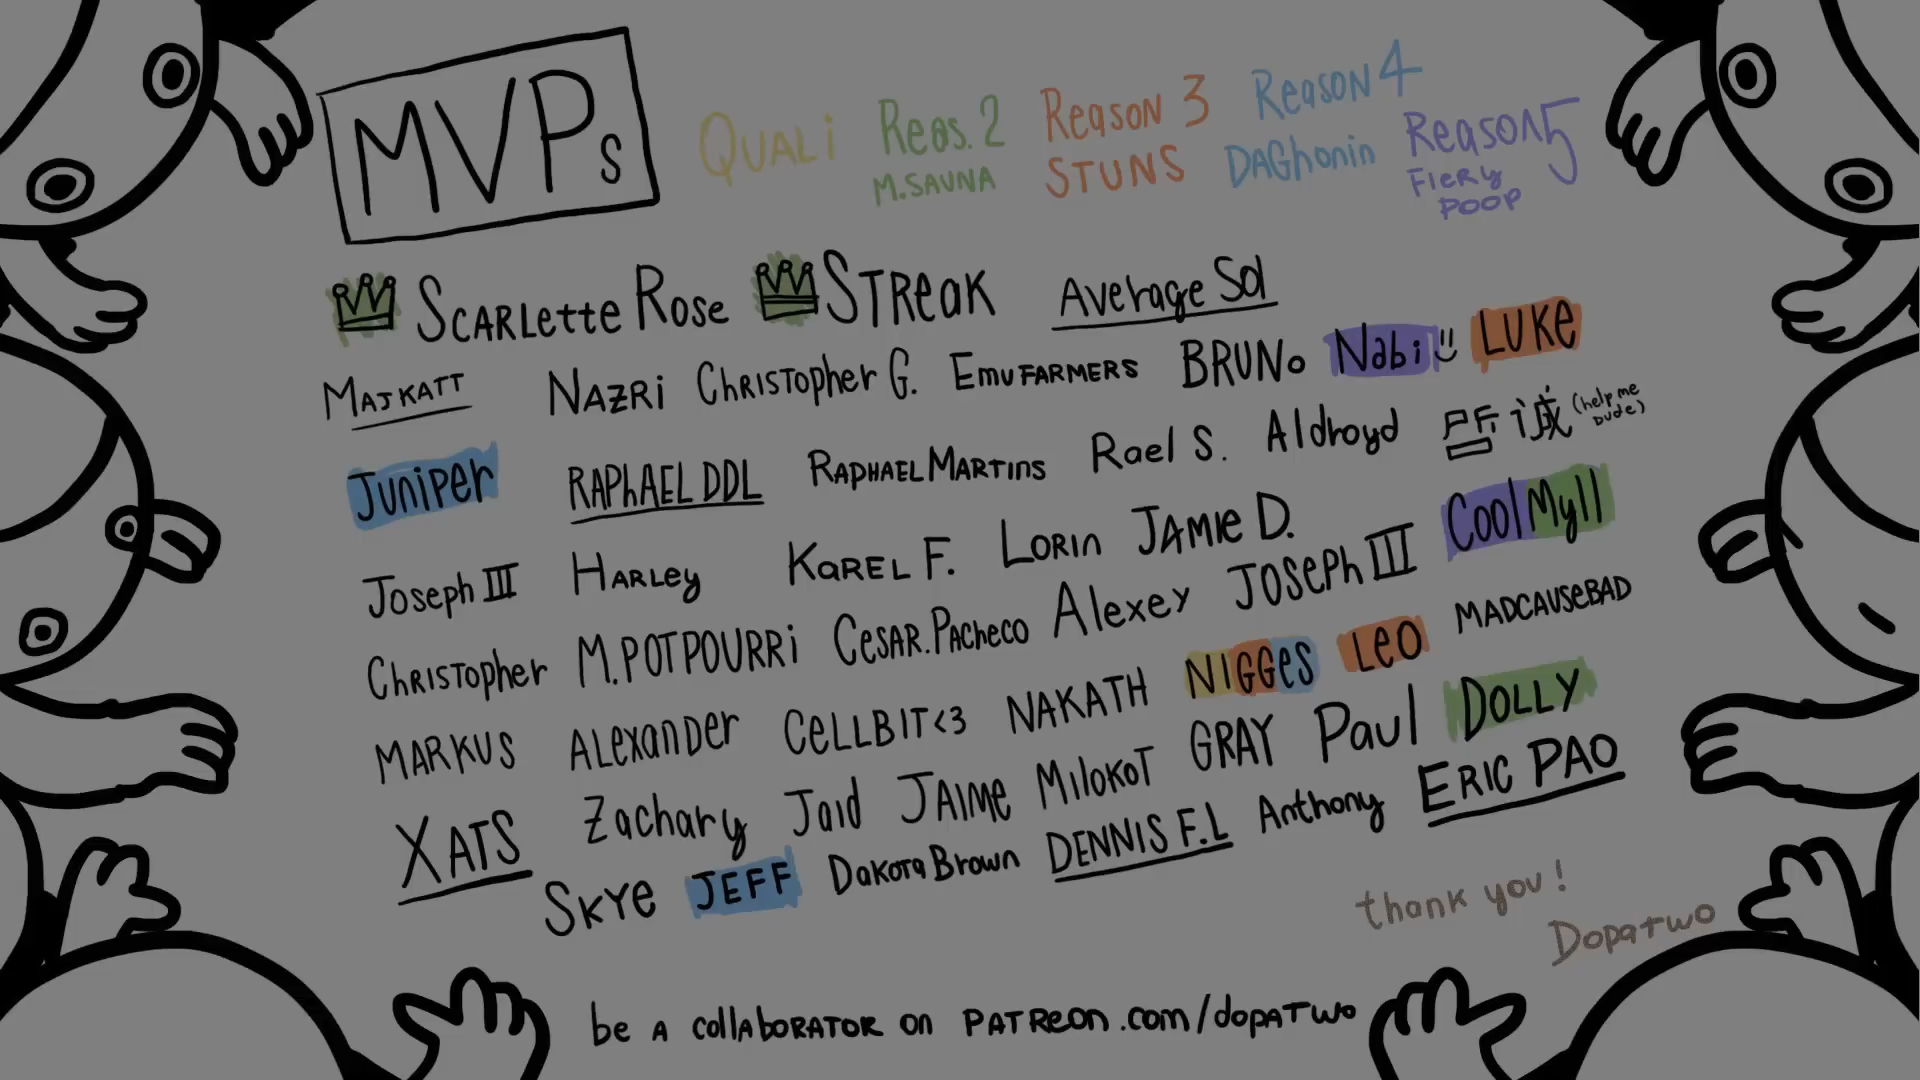 MVPs
QUALi Reas. 2 Reason 3 Reason 4 Reason 5
M.SAUNA STUNS DAGhonin Fiery Poop
Scarlette Rose Streak Average Sol
Majkatt Nazri Christopher G. Emufarmers BRUNo Nabi Luke
Juniper Raphael DDL Raphael Martins Rael S. Aldroyd 诚 (help me Dude)
Joseph III Harley Karel F. Lorin Jamie D. CoolMyll
Christopher M.POTPOURRi Cesar.Pacheco Alexey Joseph III MADCAUSEBAD
MARKUS Alexander CELLBIT<3 NAKATH NIGGes Leo DOLLY
XATS Zachary Jaid JAIME MilokoT GRAY Paul
Skye JEFF Dakota Brown DENNIS F.L Anthony ERIC PAO
thank you!
Dopatwo
be a collaborator on patreon.com/dopatwo